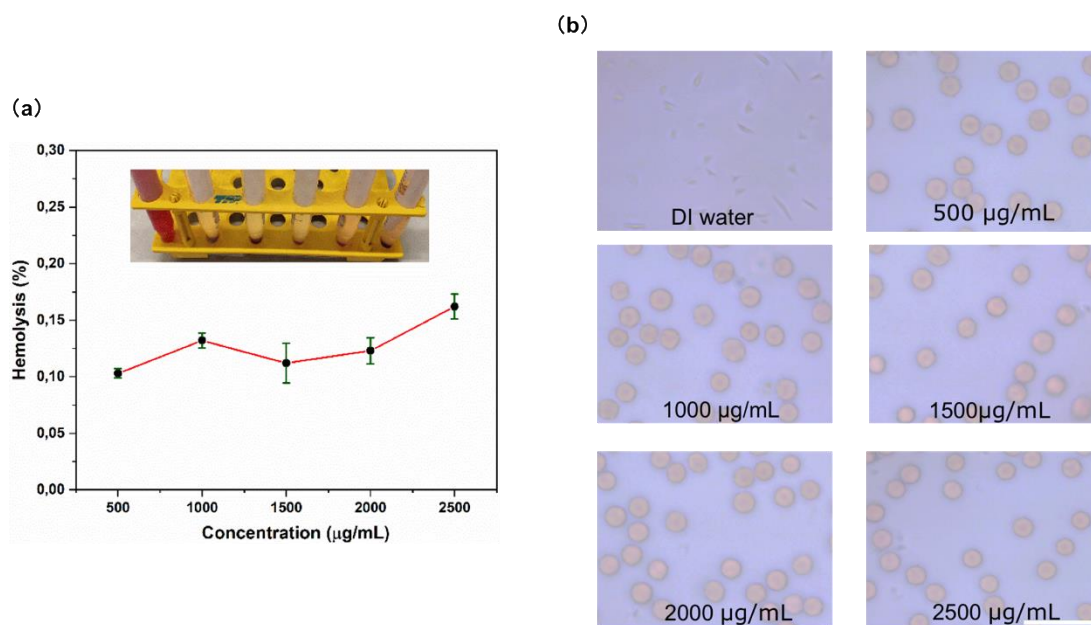 (a)
Hemolysis (%)
0,30
0,25
0,20
0,15
0,10
0,05
0,00
500
1000
1500
2000
2500
Concentration (μg/mL)
(b)
DI water
500 μg/mL
1000 μg/mL
1500μg/mL
2000 μg/mL
2500 μg/mL